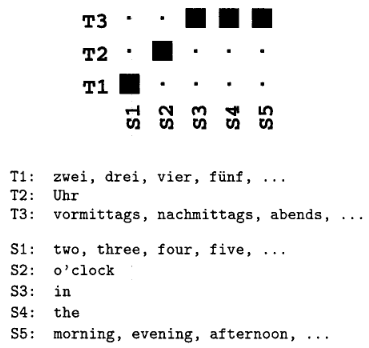 T3
T2
T1
S1 S2 S3 S4 S5
T1: zwei, drei, vier, fünf, ...
T2: Uhr
T3: vormittags, nachmittags, abends, ...
S1: two, three, four, five, ...
S2: o'clock
S3: in
S4: the
S5: morning, evening, afternoon, ...